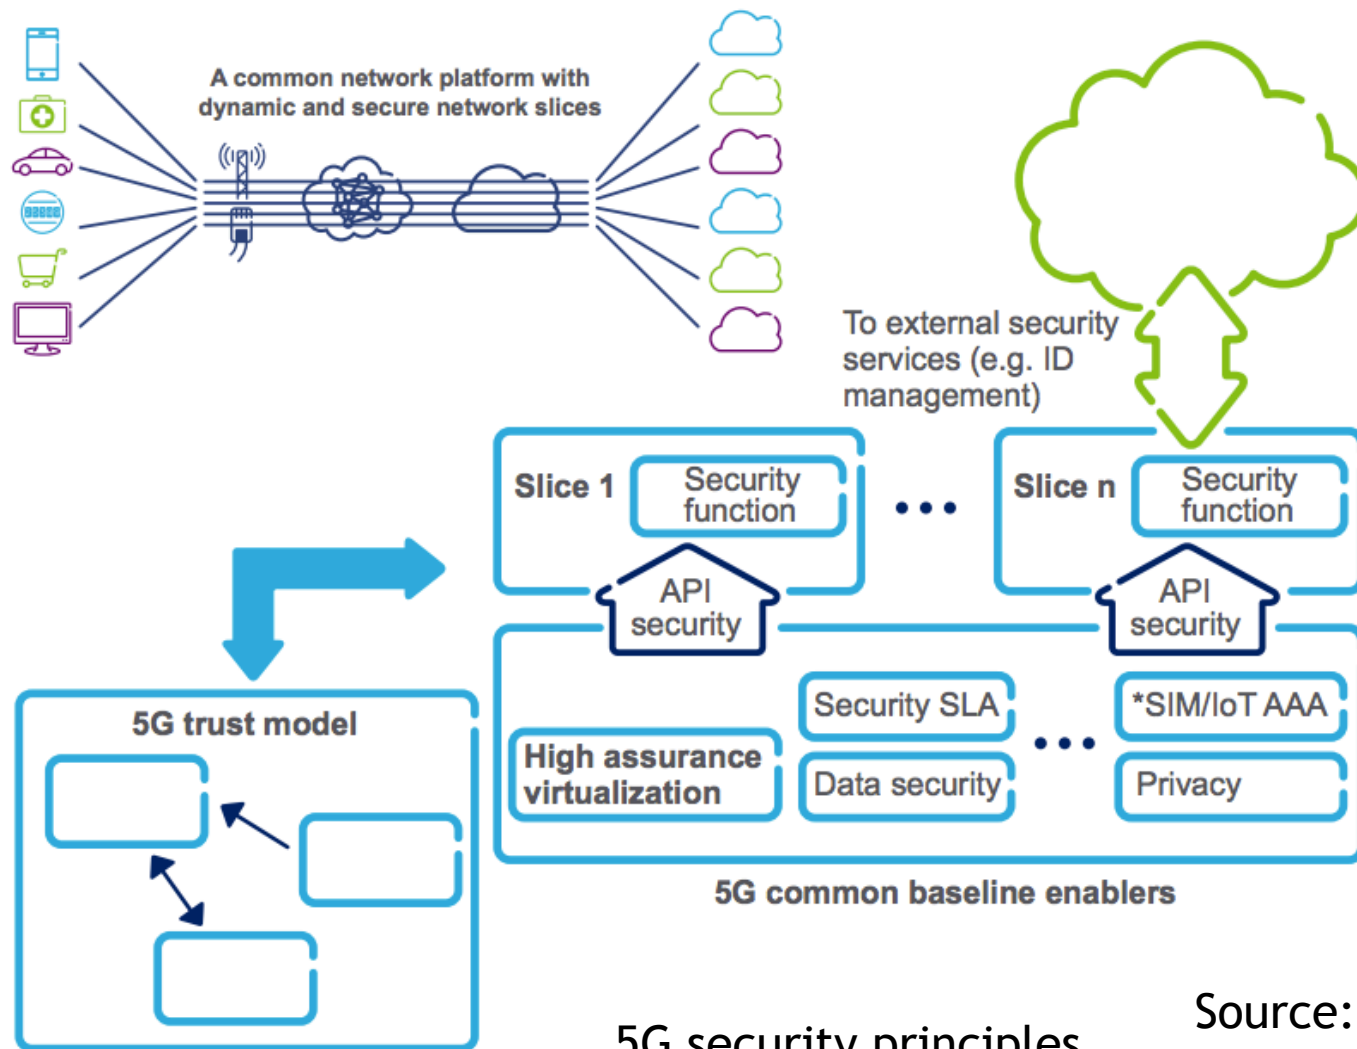 A common network platform with
dynamic and secure network slices
To external security
services (e.g. ID
management)
Slice 1
Security
function
Slice n
Security
function
API
security
API
security
5G trust model
High assurance
virtualization
Security SLA
Data security
*SIM/IoT AAA
Privacy
5G common baseline enablers
Source:
5G security principles